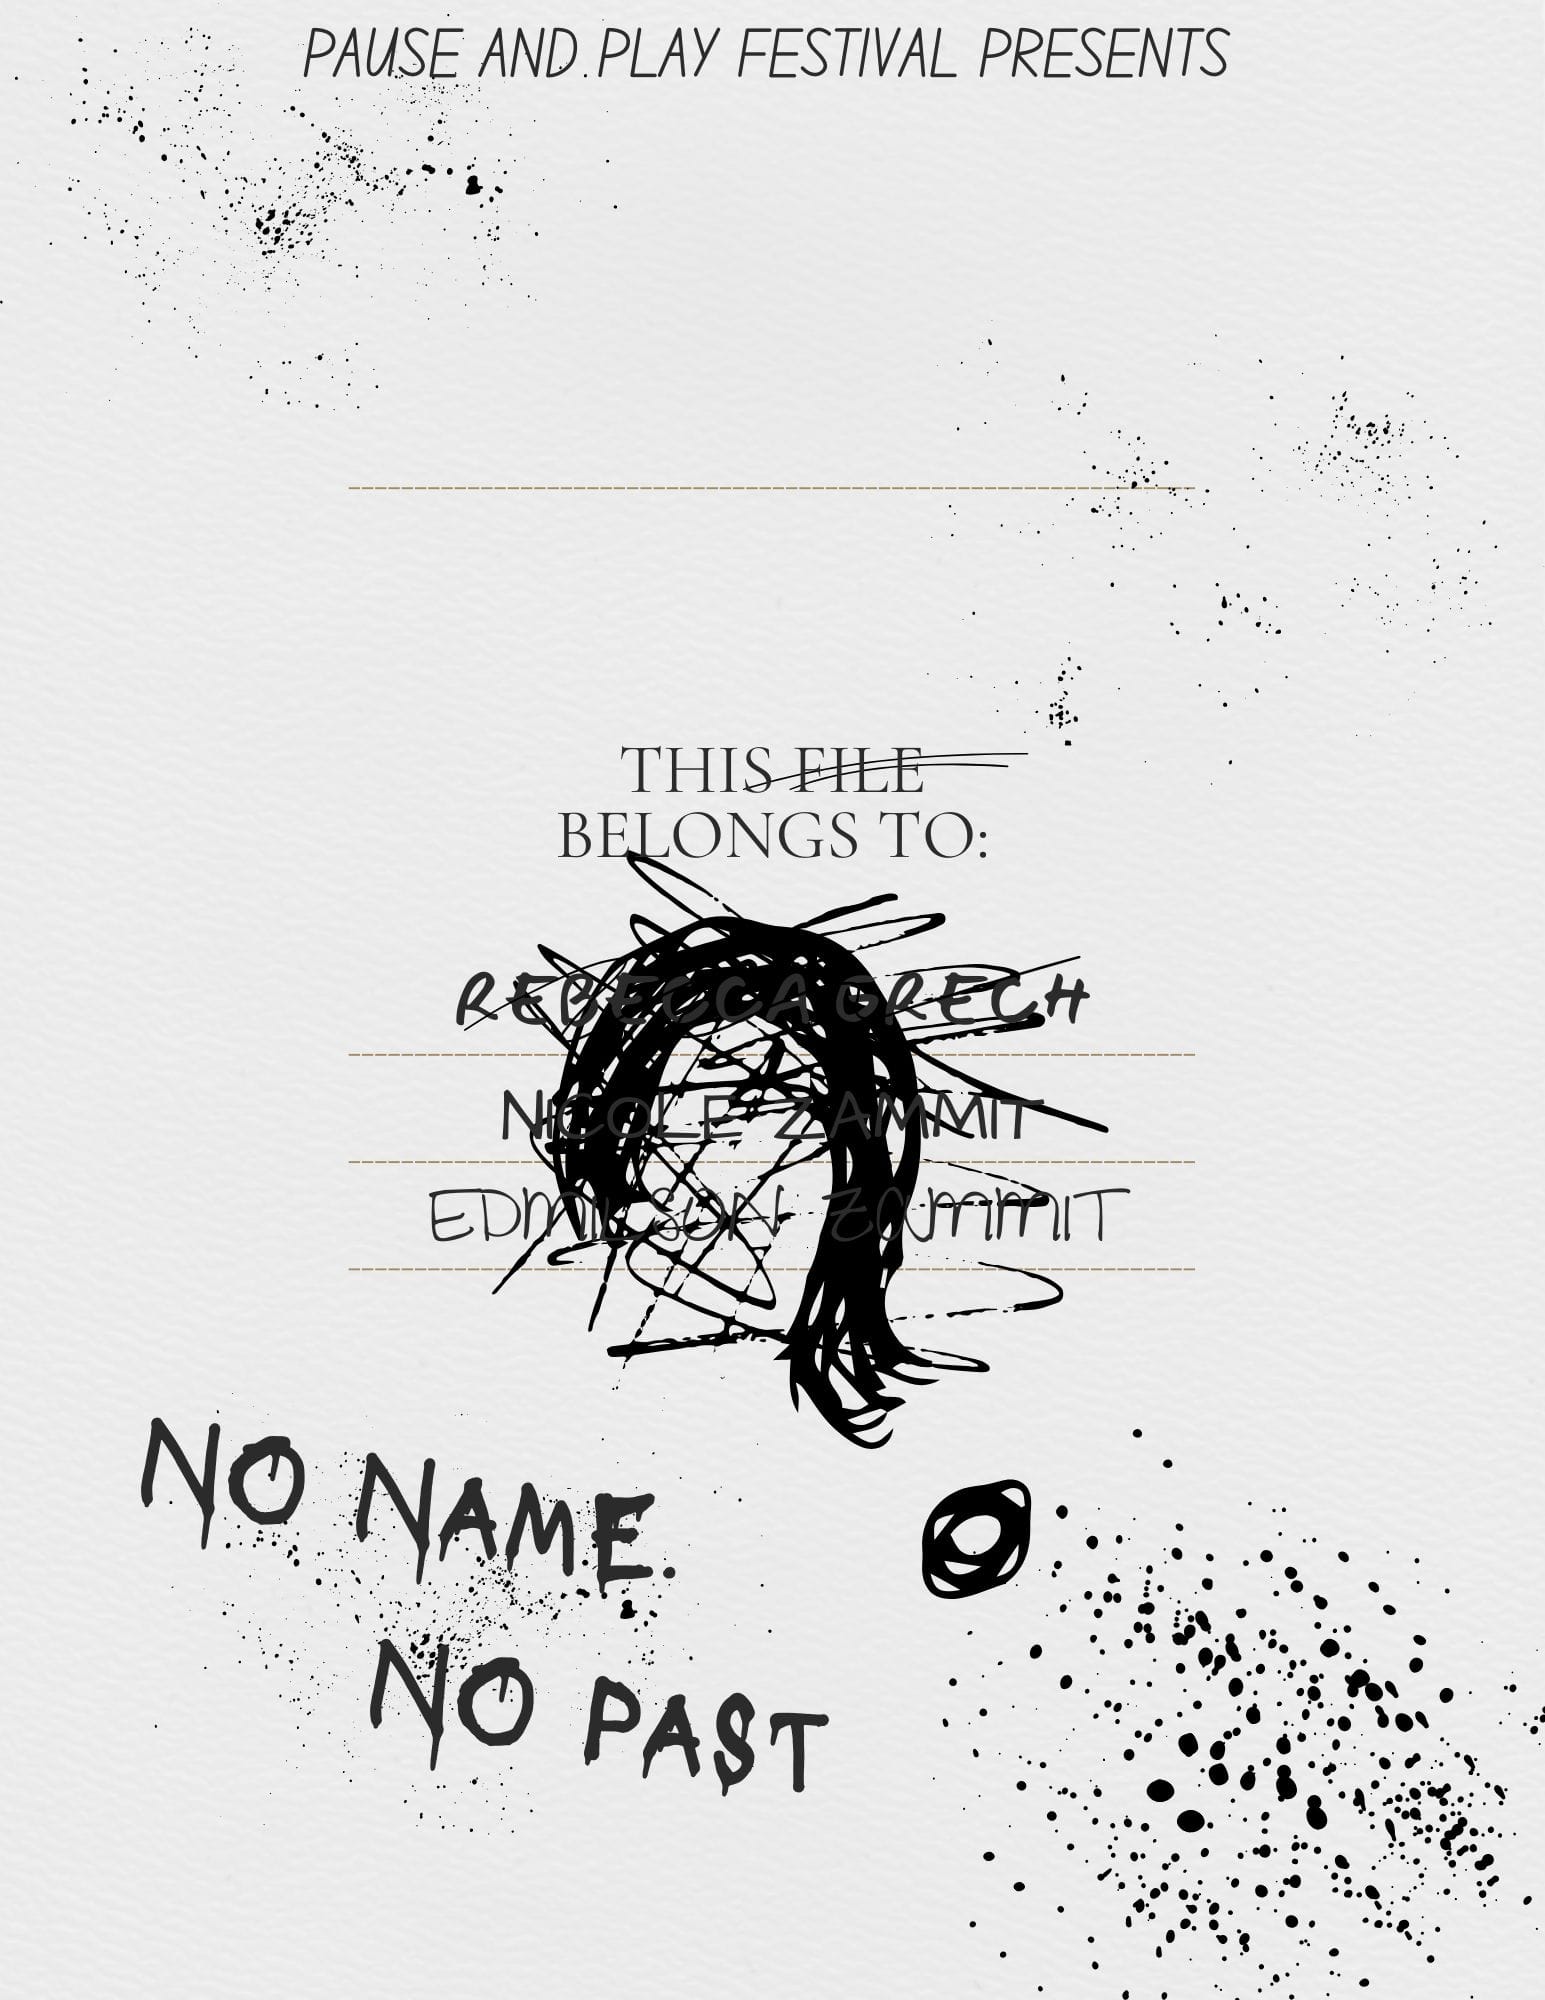 PAUSE AND PLAY FESTIVAL PRESENTS
THIS FILE
BELONGS TO:
REBECCA GRECH
NICOLE ZAMMIT
EDMILSON ZAMMIT
NO NAME.
NO PAST